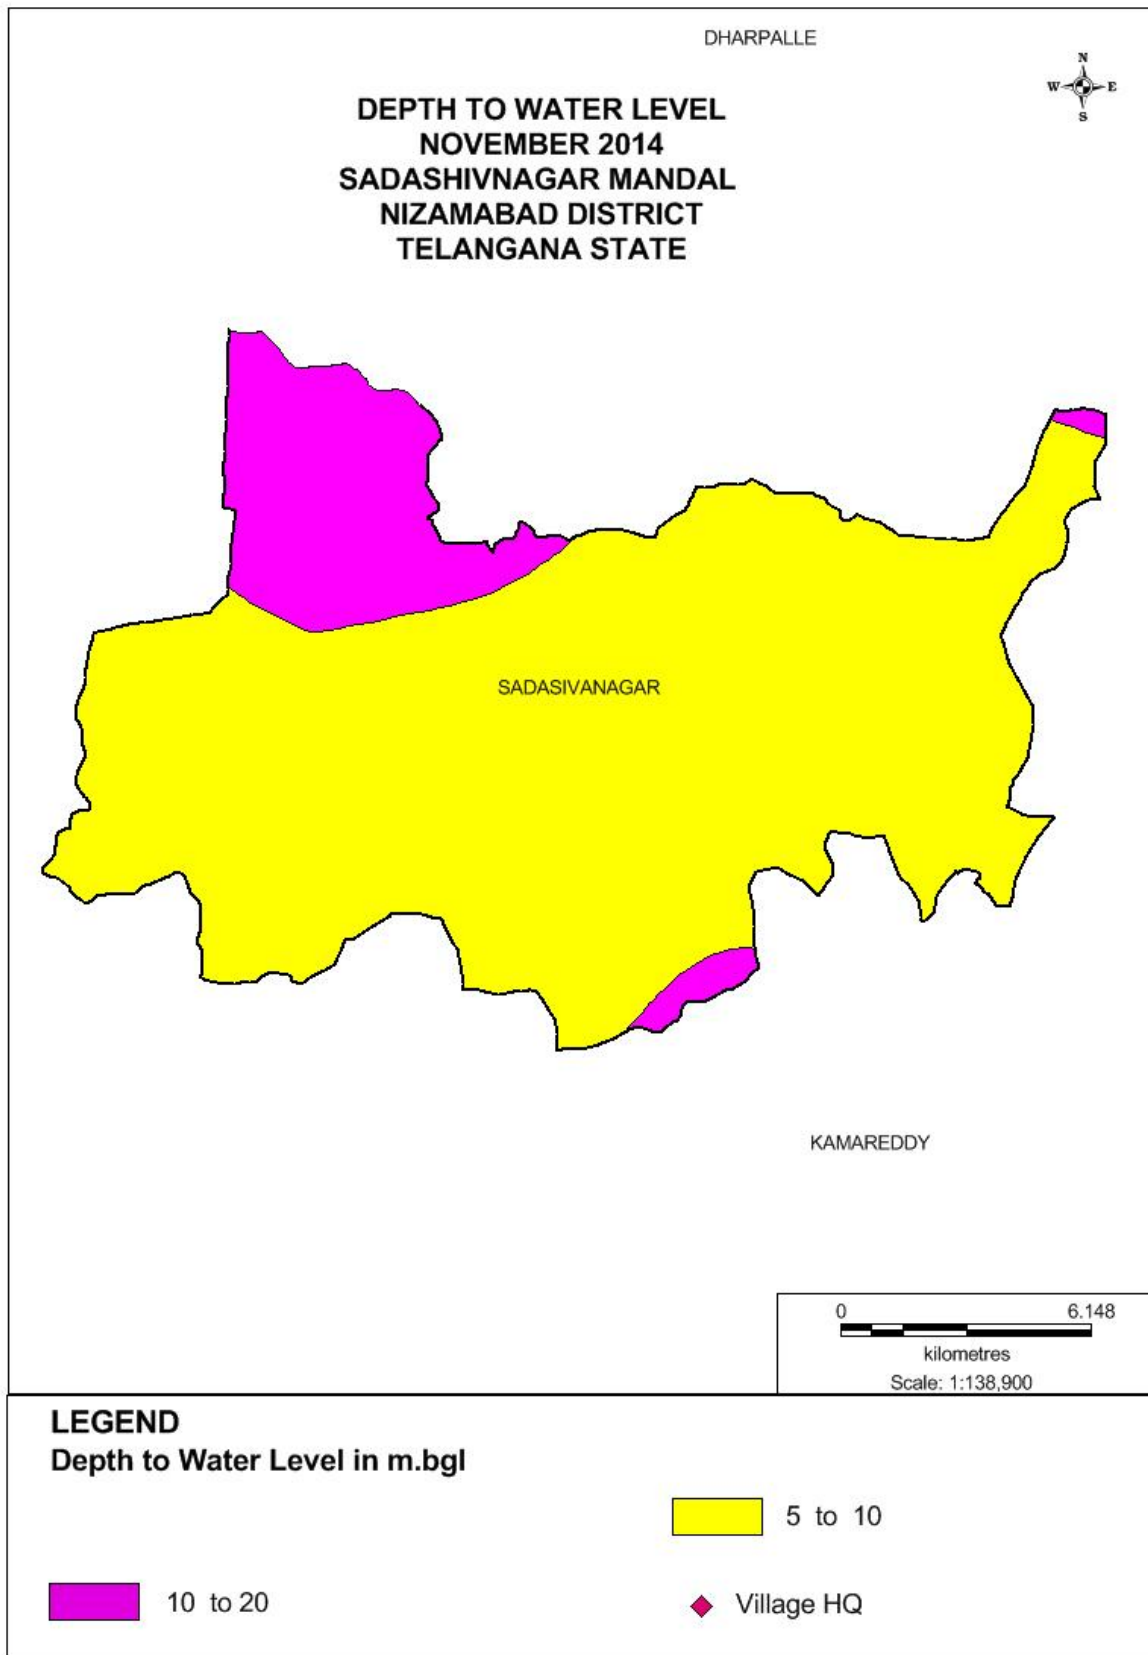 DHARPALLE
N
W E
S
DEPTH TO WATER LEVEL
NOVEMBER 2014
SADASHIVNAGAR MANDAL
NIZAMABAD DISTRICT
TELANGANA STATE
SADASIVANAGAR
KAMAREDDY
0 6.148
kilometres
Scale: 1:138,900
LEGEND
Depth to Water Level in m.bgl
5 to 10
10 to 20
Village HQ